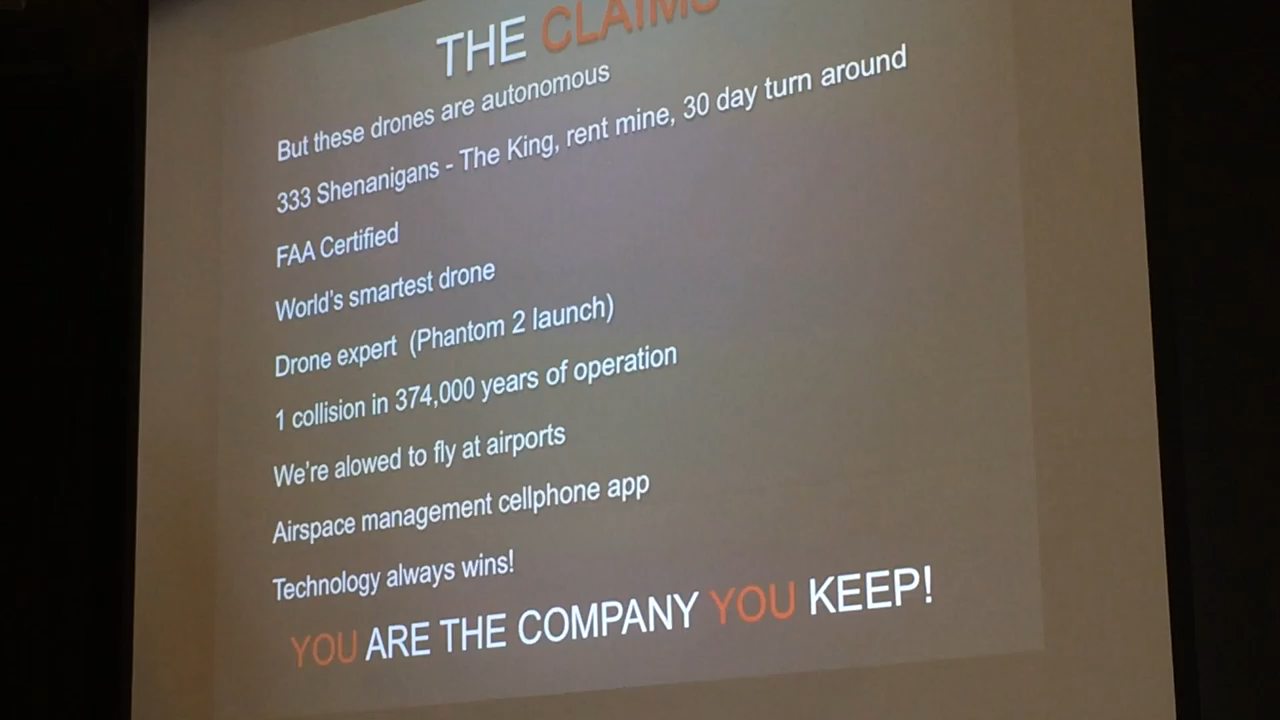 THE CLAIMS
But these drones are autonomous
333 Shenanigans - The King, rent mine, 30 day turn around
FAA Certified
World's smartest drone
Drone expert (Phantom 2 launch)
1 collision in 374,000 years of operation
We're alowed to fly at airports
Airspace management cellphone app
Technology always wins!
YOU ARE THE COMPANY YOU KEEP!